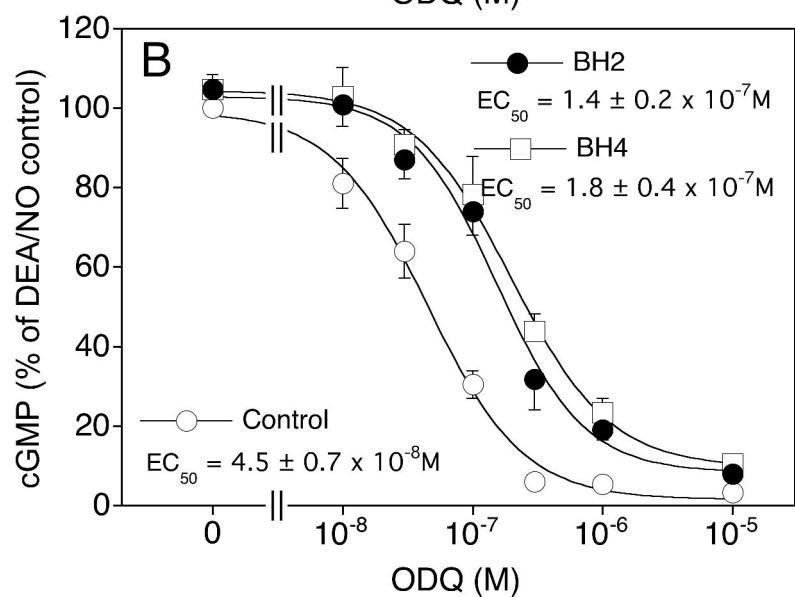 ODQ (M)
120
100
80
60
40
20
0
cGMP (% of DEA/NO control)
B
BH2
EC50 = 1.4 ± 0.2 x 10-7M
BH4
EC50 = 1.8 ± 0.4 x 10-7M
Control
EC50 = 4.5 ± 0.7 x 10-8M
0 10-8 10-7 10-6 10-5
ODQ (M)